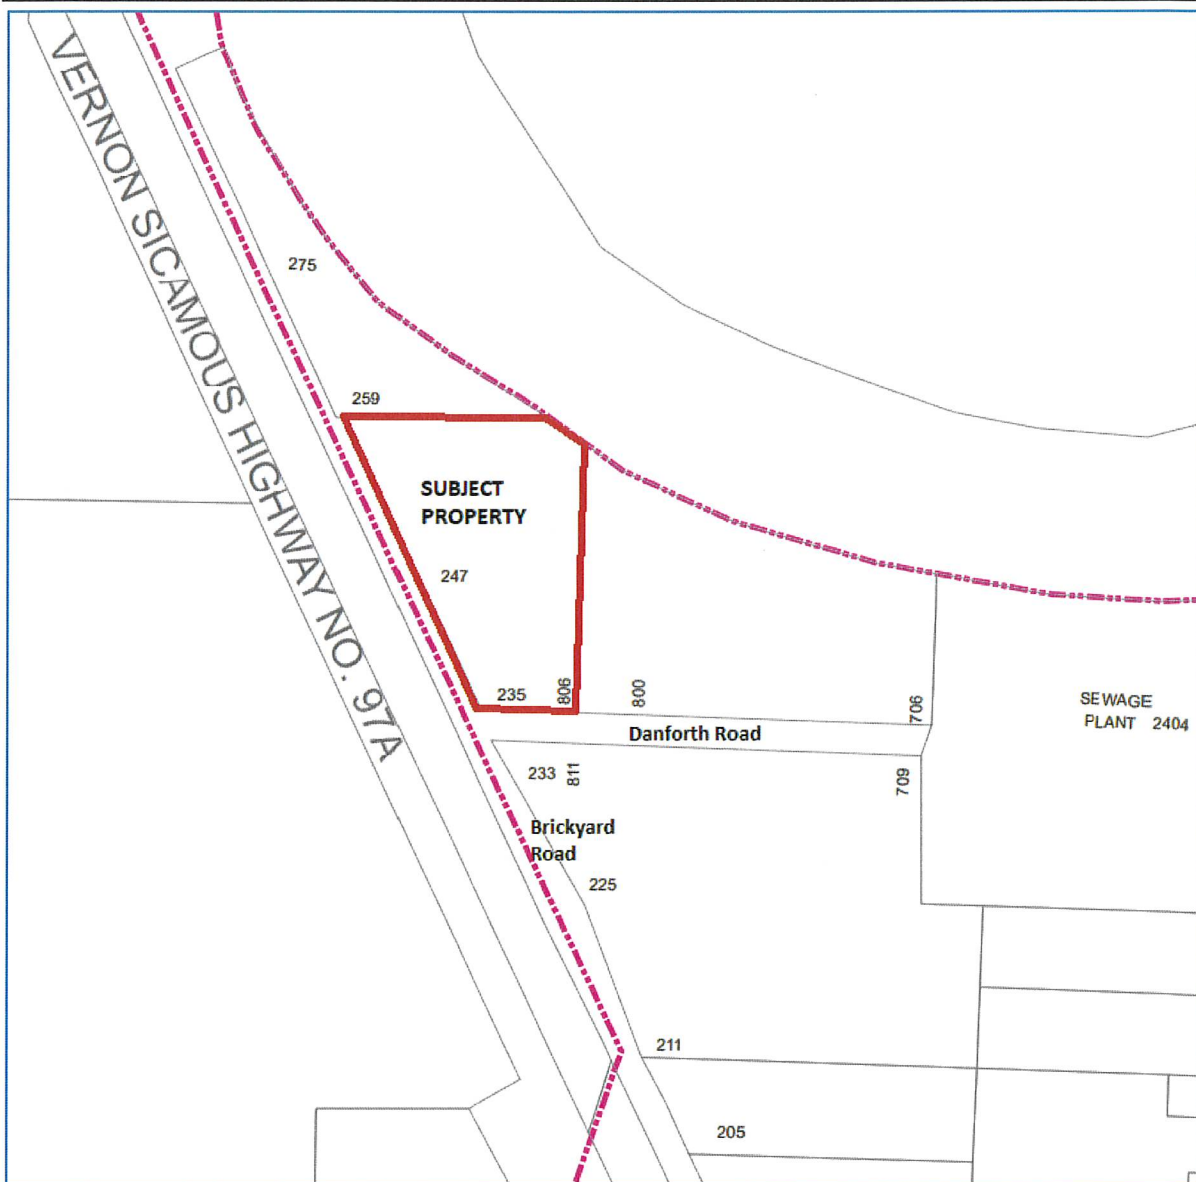 VERNON SICAMOUS HIGHWAY NO. 97A
275
259
SUBJECT
PROPERTY
247
235
806
800
706
SEWAGE
PLANT 2404
Danforth Road
233
811
709
Brickyard
Road
225
211
205